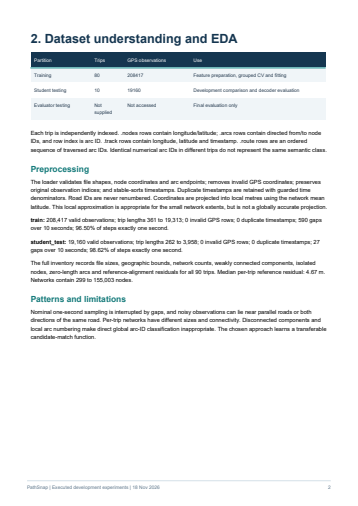 2. Dataset understanding and EDA
Partition Trips GPS observations Use
Training 80 208417 Feature preparation, grouped CV and fitting
Student testing 10 19160 Development comparison and decoder evaluation
Evaluator testing Not supplied Not accessed Final evaluation only
Each trip is independently indexed. .nodes rows contain longitude/latitude; .arcs rows contain directed from/to node
IDs, and row index is arc ID. .track rows contain longitude, latitude and timestamp. .route rows are an ordered
sequence of traversed arc IDs. Identical numerical arc IDs in different trips do not represent the same semantic class.
Preprocessing
The loader validates file shapes, node coordinates and arc endpoints; removes invalid GPS coordinates; preserves
original observation indices; and stable-sorts timestamps. Duplicate timestamps are retained with guarded time
denominators. Road IDs are never renumbered. Coordinates are projected into local metres using the network mean
latitude. This local approximation is appropriate for the small network extents, but is not a globally accurate projection.
train: 208,417 valid observations; trip lengths 361 to 19,313; 0 invalid GPS rows; 0 duplicate timestamps; 590 gaps
over 10 seconds; 96.50% of steps exactly one second.
student_test: 19,160 valid observations; trip lengths 262 to 3,958; 0 invalid GPS rows; 0 duplicate timestamps; 27
gaps over 10 seconds; 98.62% of steps exactly one second.
The full inventory records file sizes, geographic bounds, network counts, weakly connected components, isolated
nodes, zero-length arcs and reference-alignment residuals for all 90 trips. Median per-trip reference residual: 4.67 m.
Networks contain 299 to 155,003 nodes.
Patterns and limitations
Nominal one-second sampling is interrupted by gaps, and noisy observations can lie near parallel roads or both
directions of the same road. Per-trip networks have different sizes and connectivity. Disconnected components and
local arc numbering make direct global arc-ID classification inappropriate. The chosen approach learns a transferable
candidate-match function.
PathSnap | Executed development experiments | 18 Nov 2026 2